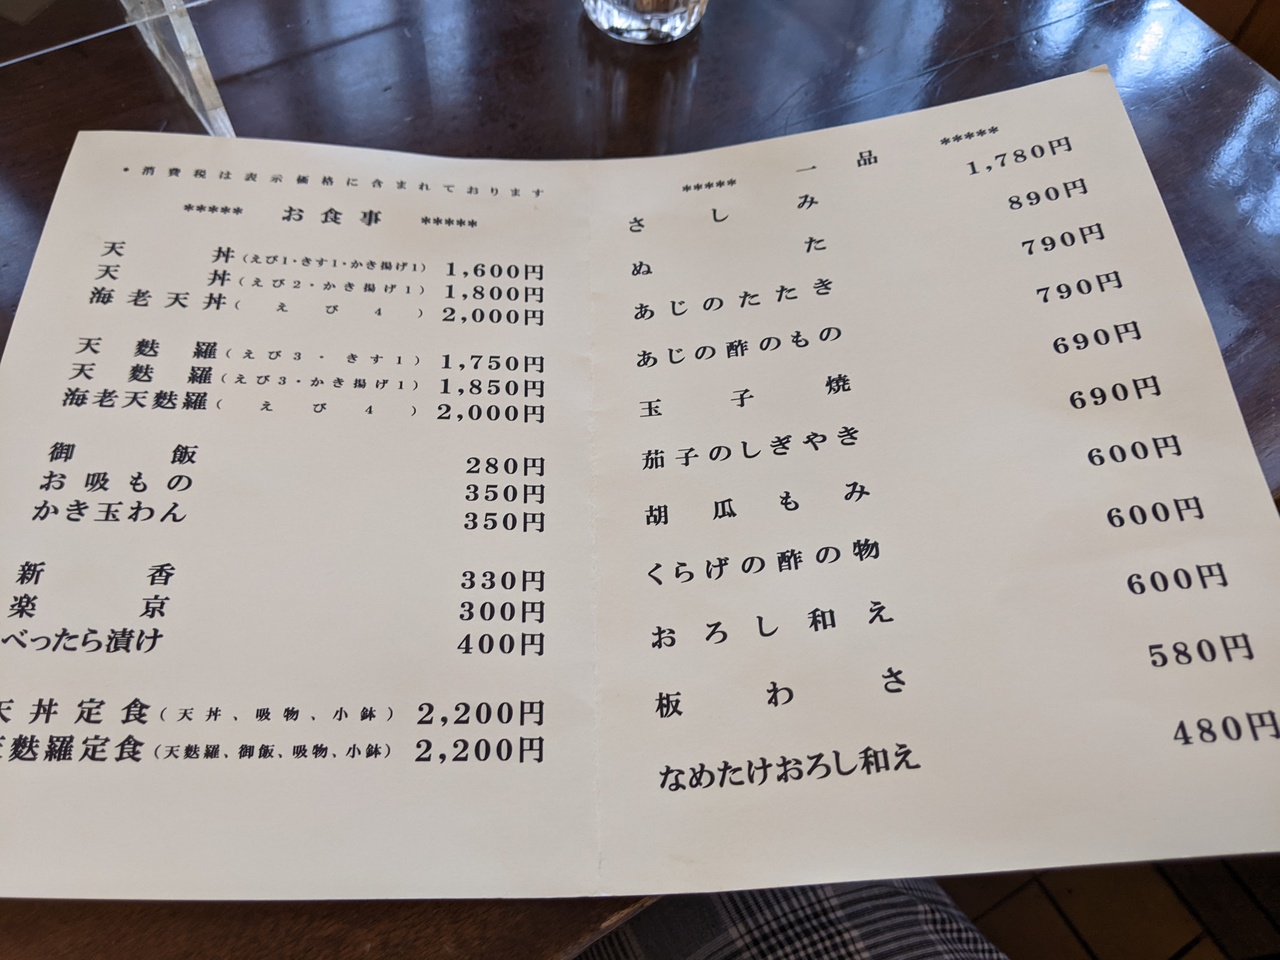 * 消費税は表示価格に含まれております
***** お食事 *****
天丼(えび1・きす1・かき揚げ1) 1,600円
天丼(えび2・かき揚げ1) 1,800円
海老天丼(えび4) 2,000円
天麩羅(えび3・きす1) 1,750円
天麩羅(えび3・かき揚げ1) 1,850円
海老天麩羅(えび4) 2,000円
御飯 280円
お吸もの 350円
かき玉わん 350円
新香 330円
楽京 300円
べったら漬け 400円
天丼定食(天丼、吸物、小鉢) 2,200円
天麩羅定食(天麩羅、御飯、吸物、小鉢) 2,200円
***** 一品 *****
さしみ 1,780円
ぬた 890円
あじのたたき 790円
あじの酢のもの 790円
玉子焼 690円
茄子のしぎやき 690円
胡瓜もみ 600円
くらげの酢の物 600円
おろし和え 600円
板わさ 580円
なめたけおろし和え 480円